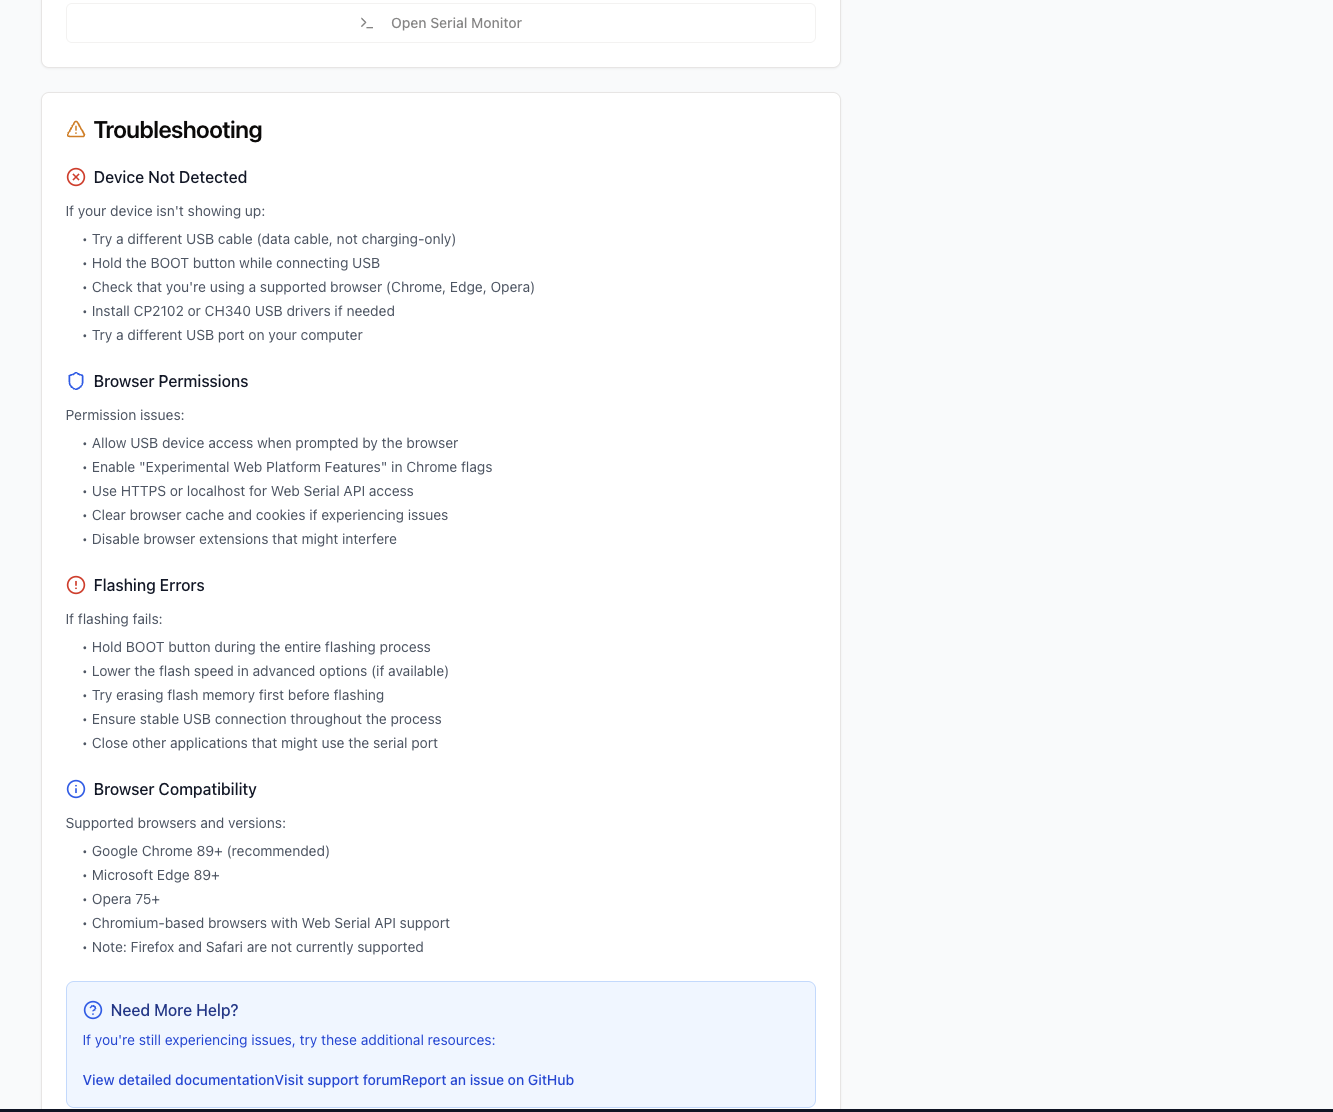 Open Serial Monitor
Troubleshooting
Device Not Detected
If your device isn't showing up:
• Try a different USB cable (data cable, not charging-only)
• Hold the BOOT button while connecting USB
• Check that you're using a supported browser (Chrome, Edge, Opera)
• Install CP2102 or CH340 USB drivers if needed
• Try a different USB port on your computer
Browser Permissions
Permission issues:
• Allow USB device access when prompted by the browser
• Enable "Experimental Web Platform Features" in Chrome flags
• Use HTTPS or localhost for Web Serial API access
• Clear browser cache and cookies if experiencing issues
• Disable browser extensions that might interfere
Flashing Errors
If flashing fails:
• Hold BOOT button during the entire flashing process
• Lower the flash speed in advanced options (if available)
• Try erasing flash memory first before flashing
• Ensure stable USB connection throughout the process
• Close other applications that might use the serial port
Browser Compatibility
Supported browsers and versions:
• Google Chrome 89+ (recommended)
• Microsoft Edge 89+
• Opera 75+
• Chromium-based browsers with Web Serial API support
• Note: Firefox and Safari are not currently supported
Need More Help?
If you're still experiencing issues, try these additional resources:
View detailed documentationVisit support forumReport an issue on GitHub